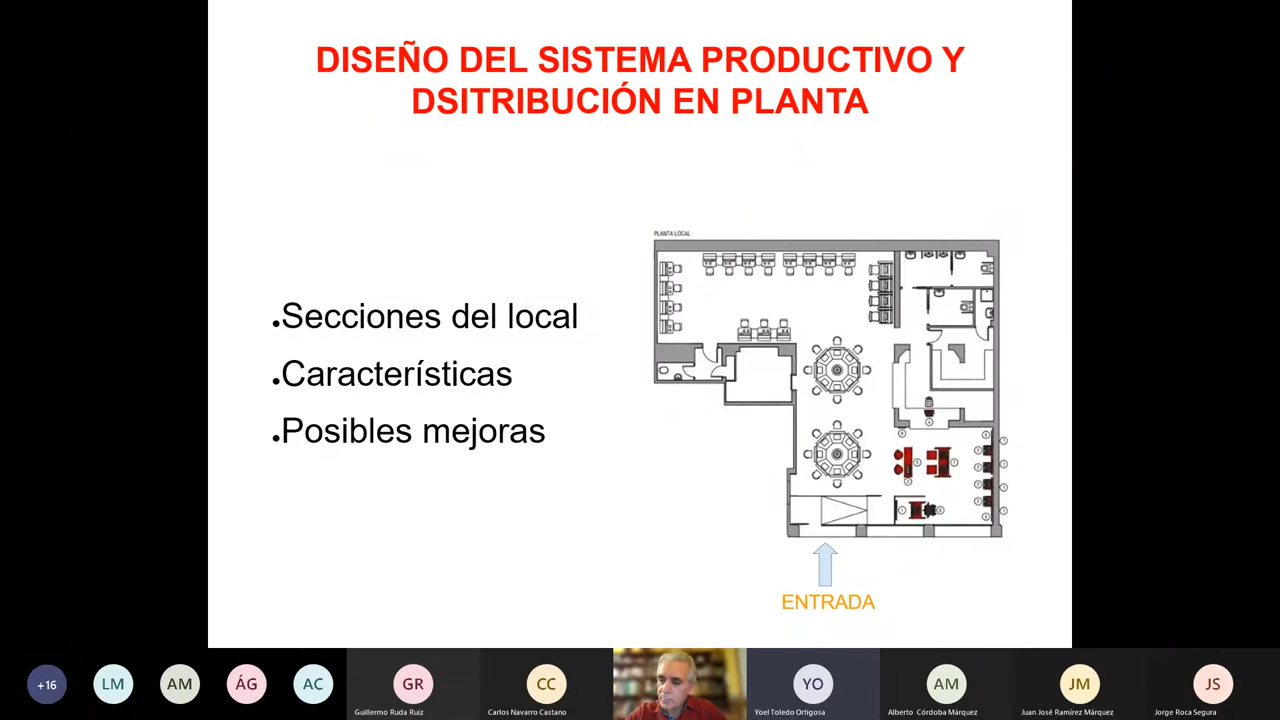 DISEÑO DEL SISTEMA PRODUCTIVO Y
DSITRIBUCIÓN EN PLANTA
PLANTA LOCAL
●Secciones del local
●Características
●Posibles mejoras
ENTRADA
+16
LM
AM
ÁG
AC
GR
Guillermo Ruda Ruiz
CC
Carlos Navarro Castano
YO
Yoel Toledo Ortigosa
AM
Alberto Córdoba Márquez
JM
Juan José Ramírez Márquez
JS
Jorge Roca Segura